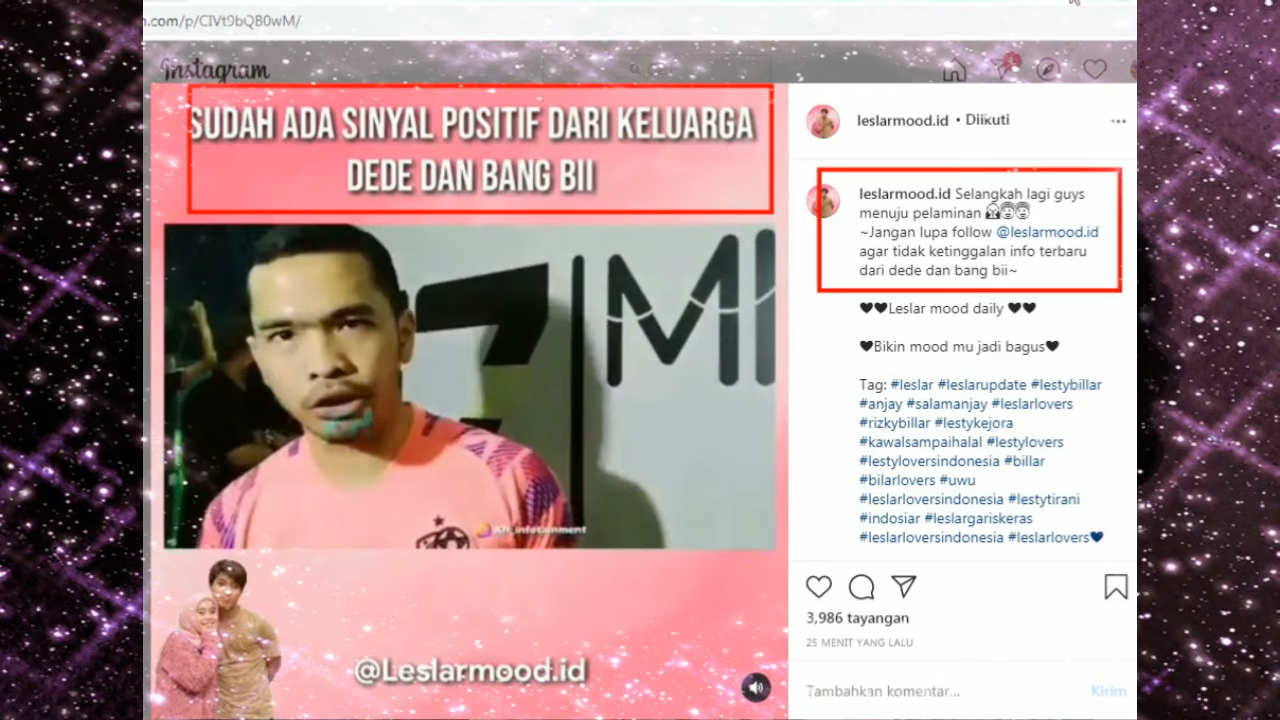 n.com/p/CIVt9bQB0wM/
Instagram
SUDAH ADA SINYAL POSITIF DARI KELUARGA
DEDE DAN BANG BII
MI
Kh_infotainment
@Leslarmood.id
leslarmood.id • Diikuti
leslarmood.id Selangkah lagi guys
menuju pelaminan
~Jangan lupa follow @leslarmood.id
agar tidak ketinggalan info terbaru
dari dede dan bang bii~
♥♥Leslar mood daily ♥♥
♥Bikin mood mu jadi bagus♥
Tag: #leslar #leslarupdate #lestybillar
#anjay #salamanjay #leslarlovers
#rizkybillar #lestykejora
#kawalsampaihalal #lestylovers
#lestyloversindonesia #billar
#bilarlovers #uwu
#leslarloversindonesia #lestytirani
#indosiar #leslargariskeras
#leslarloversindonesia #leslarlovers♥
3,986 tayangan
25 MENIT YANG LALU
Tambahkan komentar...
Kirim